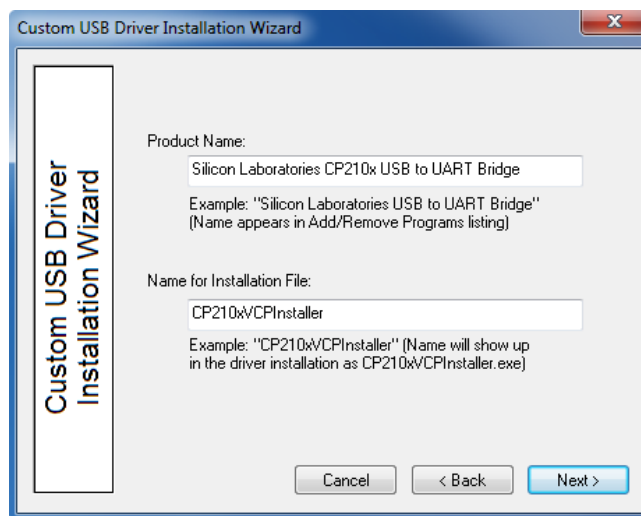 Custom USB Driver Installation Wizard
Custom USB Driver
Installation Wizard
Product Name:
Silicon Laboratories CP210x USB to UART Bridge
Example: "Silicon Laboratories USB to UART Bridge"
(Name appears in Add/Remove Programs listing)
Name for Installation File:
CP210xVCPInstaller
Example: "CP210xVCPInstaller" (Name will show up
in the driver installation as CP210xVCPInstaller.exe)
Cancel
< Back
Next >